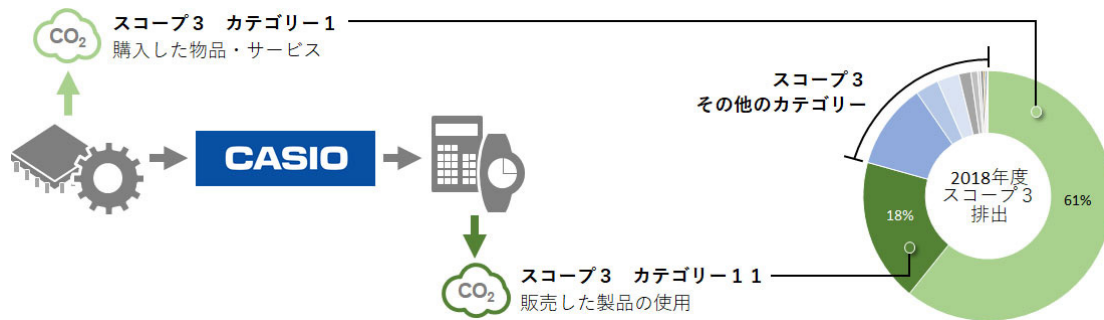 CO2
スコープ３　カテゴリー１
購入した物品・サービス
CASIO
CO2
スコープ３　カテゴリー１１
販売した製品の使用
スコープ３
その他のカテゴリー
2018年度
スコープ３
排出
61%
18%